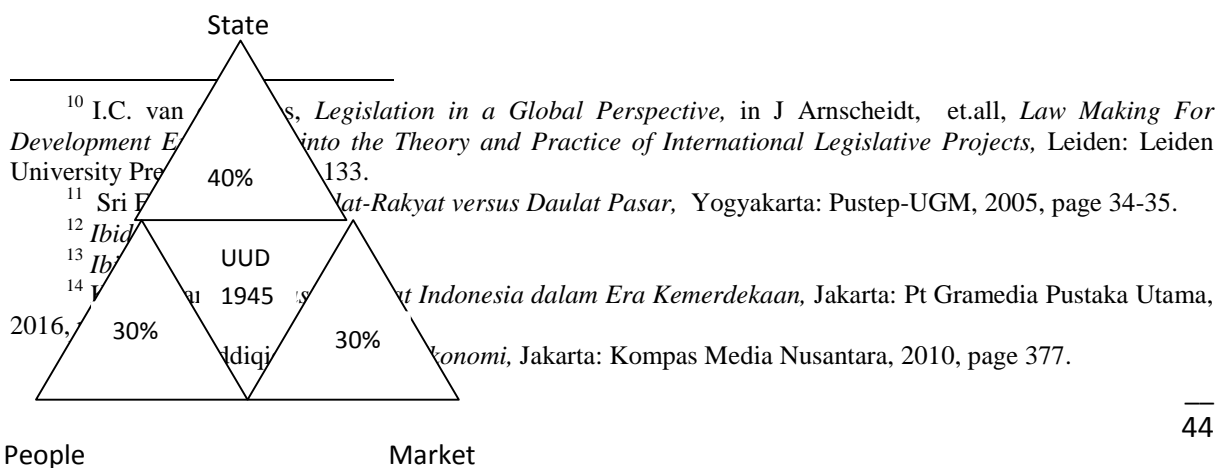 State
10 I.C. van s, Legislation in a Global Perspective, in J Arnscheidt, et.all, Law Making For
Development into the Theory and Practice of International Legislative Projects, Leiden: Leiden
University 133.
40%
11 Sri lat-Rakyat versus Daulat Pasar, Yogyakarta: Pustep-UGM, 2005, page 34-35.
12 Ibid
13
UUD
14 1945 Indonesia dalam Era Kemerdekaan, Jakarta: Pt Gramedia Pustaka Utama,
2016,
30% 30%
ddiqi konomi, Jakarta: Kompas Media Nusantara, 2010, page 377.
44
People Market